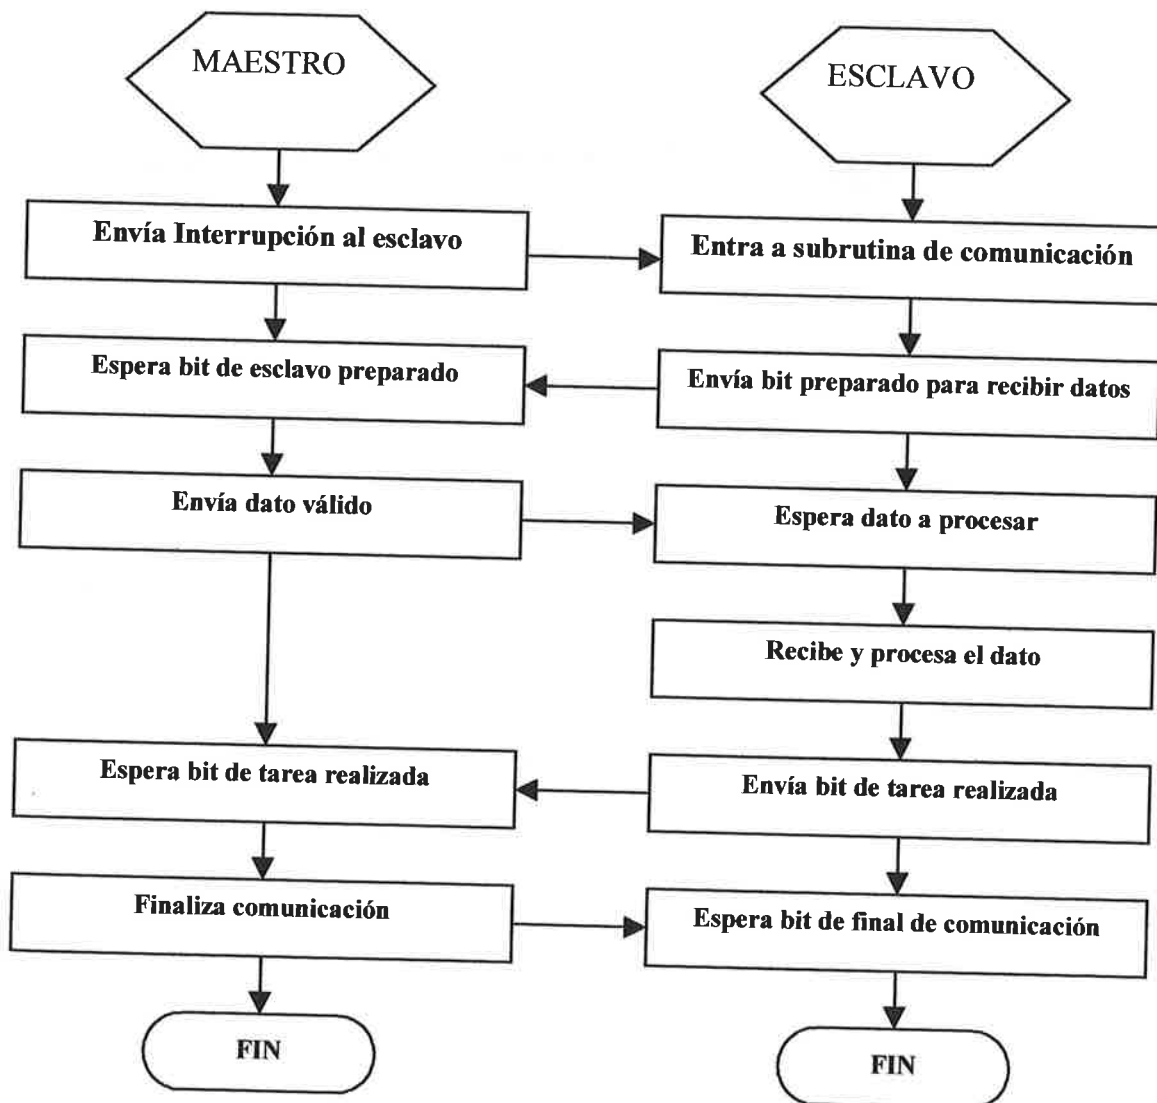 MAESTRO
ESCLAVO
Envía Interrupción al esclavo
Entra a subrutina de comunicación
Espera bit de esclavo preparado
Envía bit preparado para recibir datos
Envía dato válido
Espera dato a procesar
Recibe y procesa el dato
Espera bit de tarea realizada
Envía bit de tarea realizada
Finaliza comunicación
Espera bit de final de comunicación
FIN
FIN